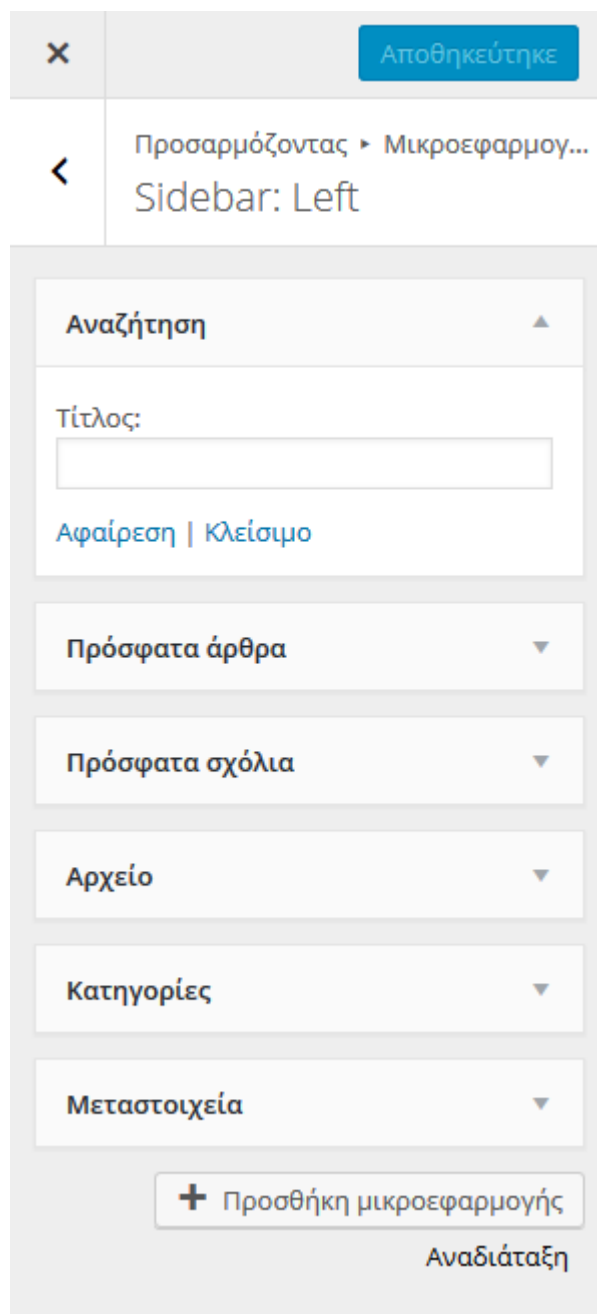 Αποθηκεύτηκε
Προσαρμόζοντας ▸ Μικροεφαρμογ...
Sidebar: Left
Αναζήτηση
Τίτλος:
Αφαίρεση | Κλείσιμο
Πρόσφατα άρθρα
Πρόσφατα σχόλια
Αρχείο
Κατηγορίες
Μεταστοιχεία
Προσθήκη μικροεφαρμογής
Αναδιάταξη